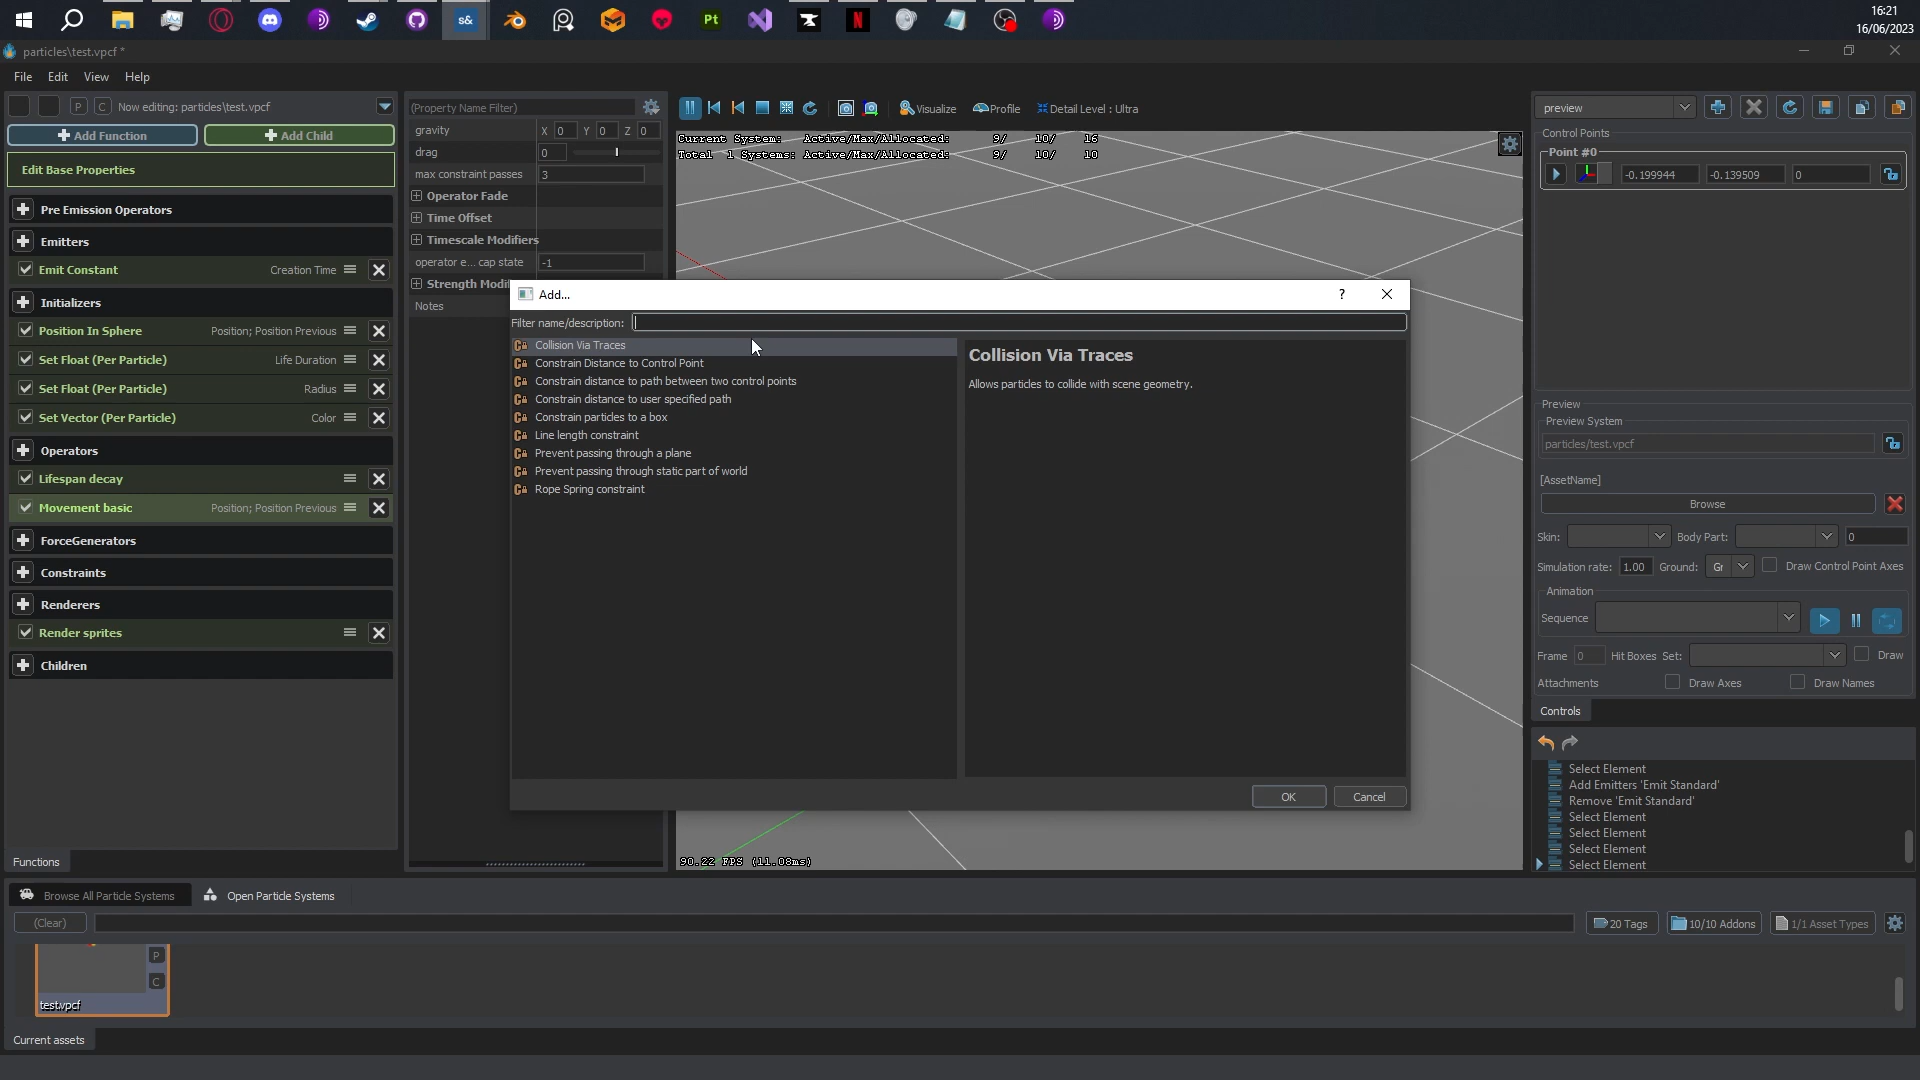 s&
Pt
N
16:21
16/06/2023
particles\test.vpcf *
File Edit View Help
P C Now editing: particles\test.vpcf
Add Function Add Child
Edit Base Properties
Pre Emission Operators
Emitters
Emit Constant Creation Time
Initializers
Position In Sphere Position; Position Previous
Set Float (Per Particle) Life Duration
Set Float (Per Particle) Radius
Set Vector (Per Particle) Color
Operators
Lifespan decay
Movement basic Position; Position Previous
ForceGenerators
Constraints
Renderers
Render sprites
Children
Functions
(Property Name Filter)
gravity X 0 Y 0 Z 0
drag 0
max constraint passes 3
Operator Fade
Time Offset
Timescale Modifiers
operator e... cap state -1
Strength Modi
Notes
Visualize Profile Detail Level : Ultra
Current System: Active/Max/Allocated: 9/ 10/ 16
Total 1 Systems: Active/Max/Allocated: 9/ 10/ 10
90.22 FPS (11.08ms)
Add... ?
Filter name/description:
Collision Via Traces
Constrain Distance to Control Point
Constrain distance to path between two control points
Constrain distance to user specified path
Constrain particles to a box
Line length constraint
Prevent passing through a plane
Prevent passing through static part of world
Rope Spring constraint
Collision Via Traces
Allows particles to collide with scene geometry.
OK Cancel
preview
Control Points
Point #0
-0.199944 -0.139509 0
Preview
Preview System
particles/test.vpcf
[AssetName]
Browse
Skin: Body Part: 0
Simulation rate: 1.00 Ground: Gr Draw Control Point Axes
Animation
Sequence
Frame 0 Hit Boxes Set: Draw
Attachments Draw Axes Draw Names
Controls
Select Element
Add Emitters 'Emit Standard'
Remove 'Emit Standard'
Select Element
Select Element
Select Element
Select Element
Browse All Particle Systems Open Particle Systems
(Clear) 20 Tags 10/10 Addons 1/1 Asset Types
P
C
test.vpcf
Current assets